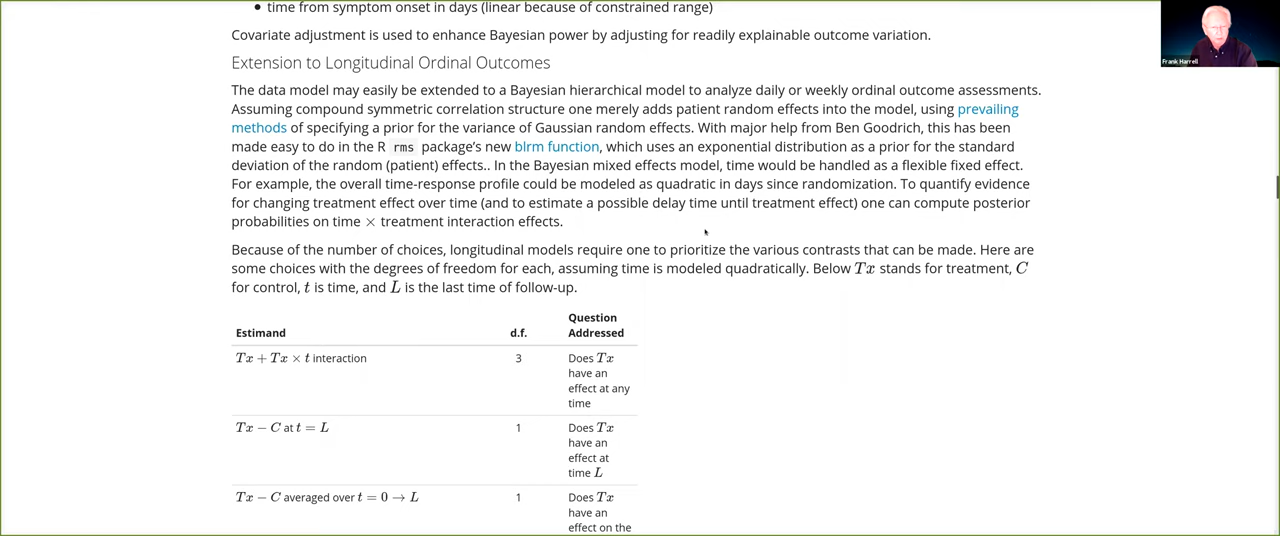 • time from symptom onset in days (linear because of constrained range)
Covariate adjustment is used to enhance Bayesian power by adjusting for readily explainable outcome variation.
Extension to Longitudinal Ordinal Outcomes
The data model may easily be extended to a Bayesian hierarchical model to analyze daily or weekly ordinal outcome assessments.
Assuming compound symmetric correlation structure one merely adds patient random effects into the model, using prevailing
methods of specifying a prior for the variance of Gaussian random effects. With major help from Ben Goodrich, this has been
made easy to do in the R rms package's new blrm function, which uses an exponential distribution as a prior for the standard
deviation of the random (patient) effects.. In the Bayesian mixed effects model, time would be handled as a flexible fixed effect.
For example, the overall time-response profile could be modeled as quadratic in days since randomization. To quantify evidence
for changing treatment effect over time (and to estimate a possible delay time until treatment effect) one can compute posterior
probabilities on time × treatment interaction effects.
Because of the number of choices, longitudinal models require one to prioritize the various contrasts that can be made. Here are
some choices with the degrees of freedom for each, assuming time is modeled quadratically. Below Tx stands for treatment, C
for control, t is time, and L is the last time of follow-up.
Estimand d.f. Question
Addressed
Tx + Tx × t interaction 3 Does Tx
have an
effect at any
time
Tx − C at t = L 1 Does Tx
have an
effect at
time L
Tx − C averaged over t = 0 → L 1 Does Tx
have an
effect on the
Frank Harrell